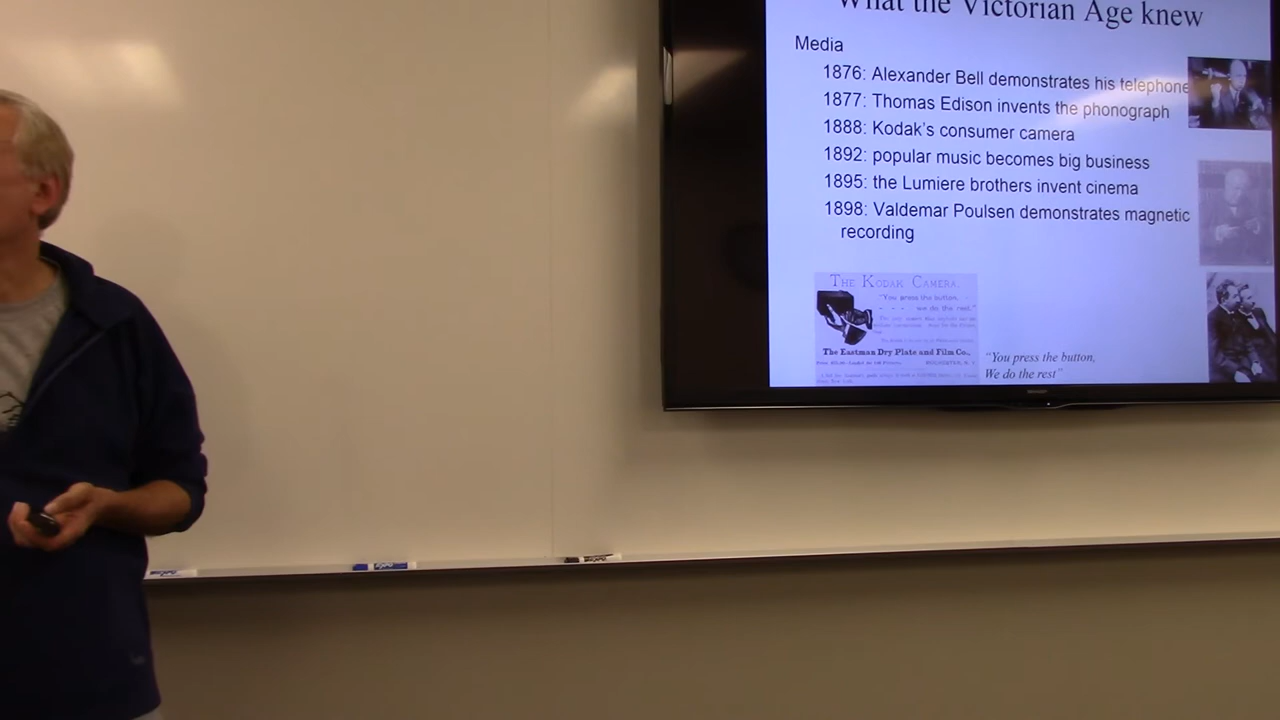 What the Victorian Age knew
Media
1876: Alexander Bell demonstrates his telephone
1877: Thomas Edison invents the phonograph
1888: Kodak's consumer camera
1892: popular music becomes big business
1895: the Lumiere brothers invent cinema
1898: Valdemar Poulsen demonstrates magnetic
recording
THE KODAK CAMERA.
"You press the button, -
- - - we do the rest."
The Eastman Dry Plate and Film Co.,
"You press the button,
We do the rest"